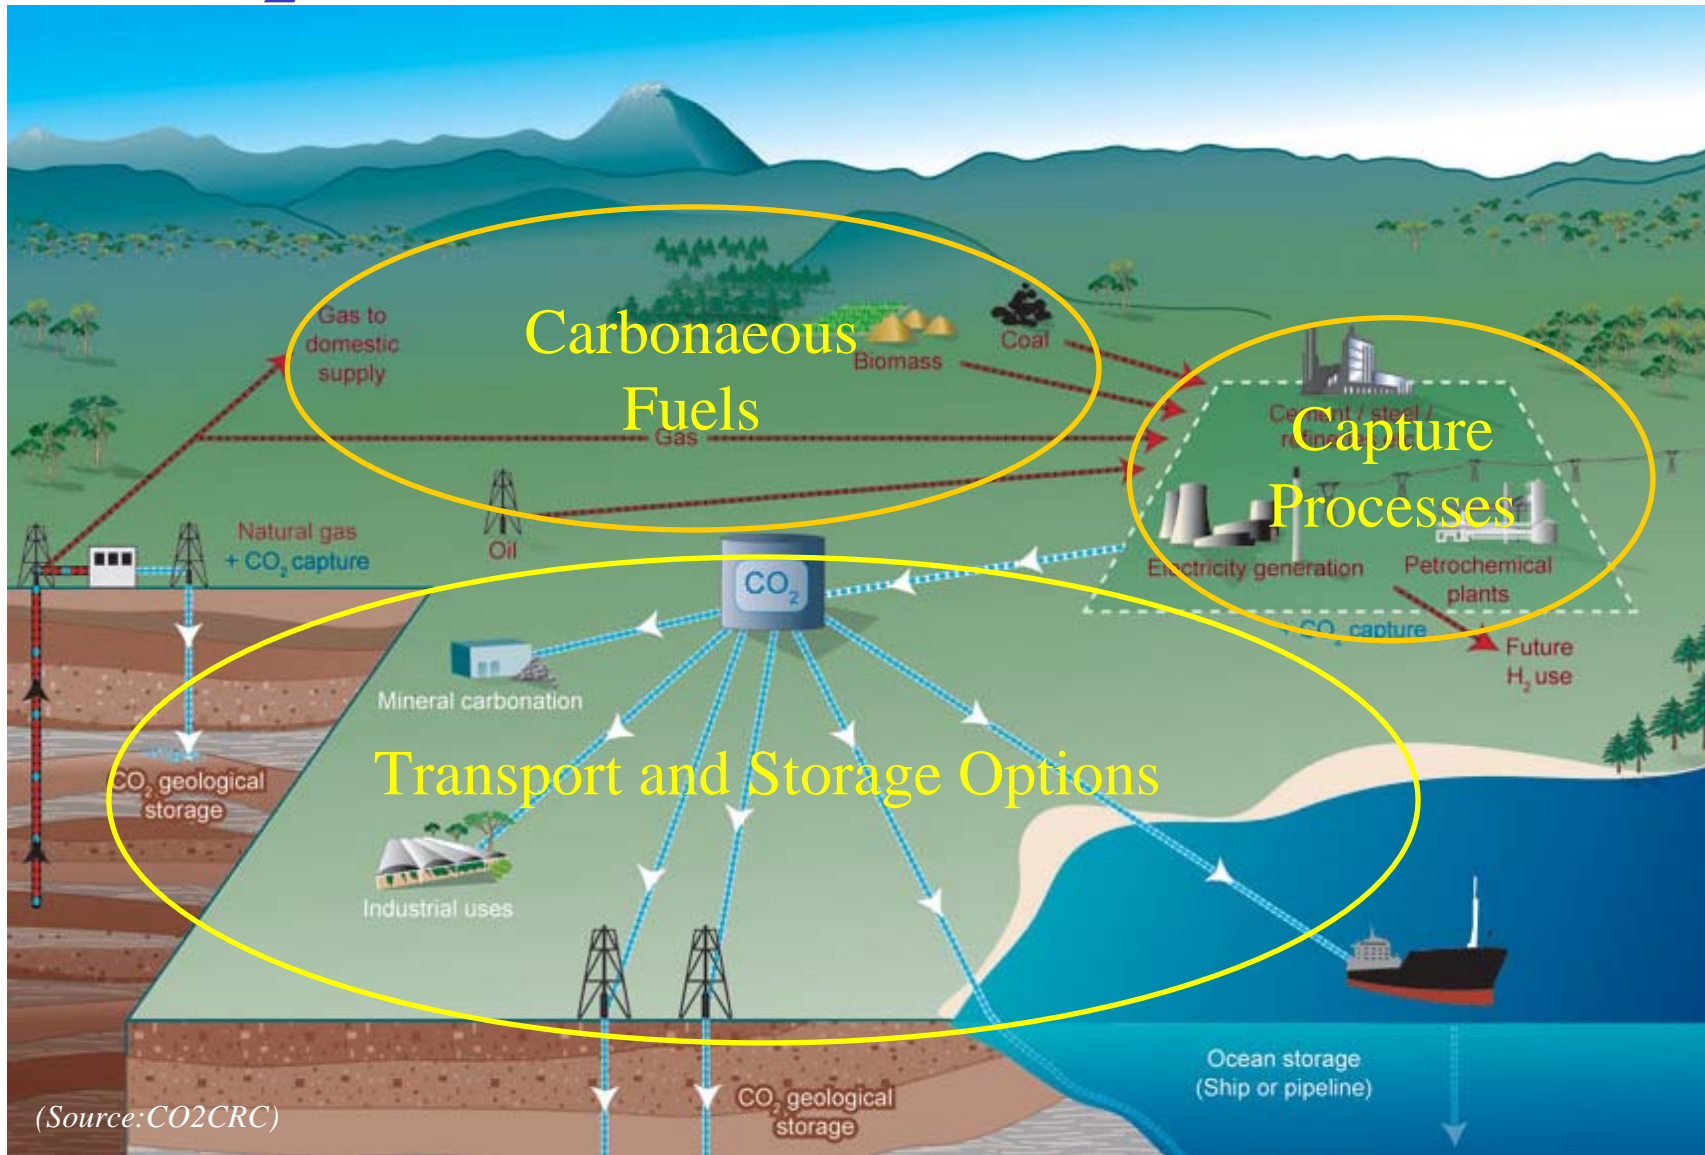 Carbonaeous
Fuels
Gas to
domestic
supply
Biomass
Coal
Gas
Oil
Capture
Processes
Cement / steel /
Electricity generation
Petrochemical
plants
+ CO₂ capture
Future
H₂ use
Natural gas
+ CO₂ capture
CO₂
Mineral carbonation
Transport and Storage Options
CO₂ geological
storage
Industrial uses
Ocean storage
(Ship or pipeline)
CO₂ geological
storage
(Source:CO2CRC)